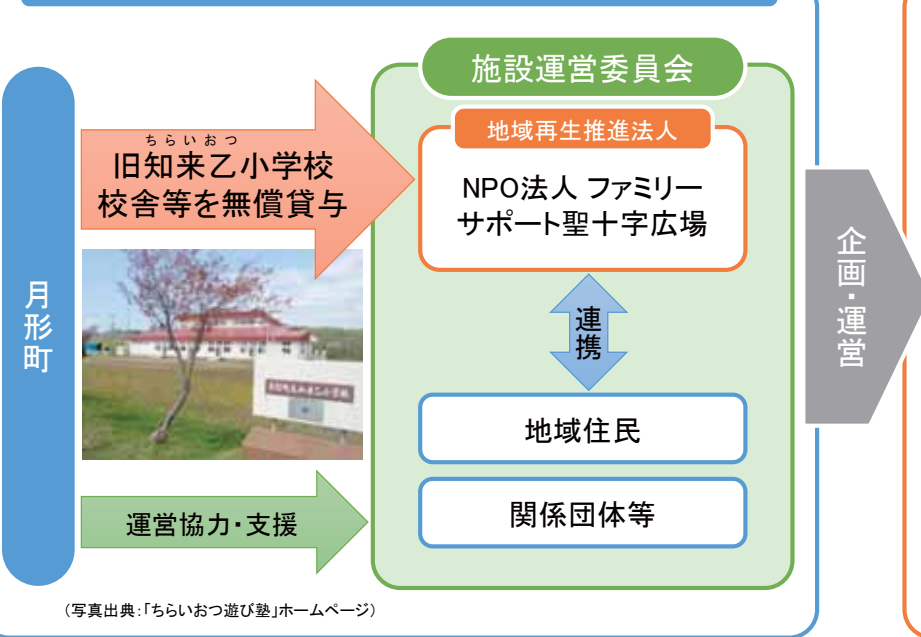 施設運営委員会
地域再生推進法人
NPO法人 ファミリー
サポート聖十字広場
ちらいおつ
旧知来乙小学校
校舎等を無償貸与
月形町
連携
地域住民
関係団体等
運営協力・支援
企画・運営
（写真出典：「ちらいおつ遊び塾」ホームページ）